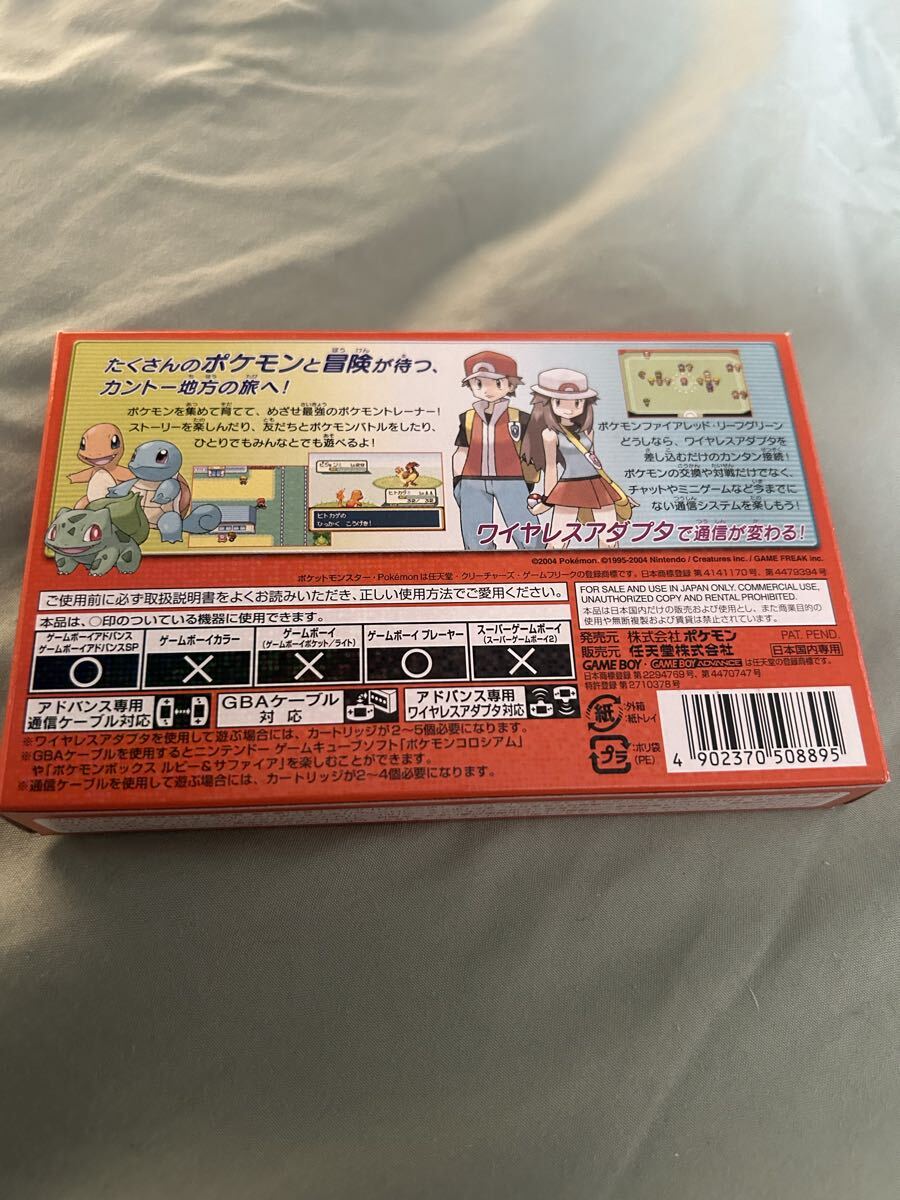 たくさんのポケモンと冒険が待つ、
カントー地方の旅へ!
ポケモンを集めて育てて、めざせ最強のポケモントレーナー!
ストーリーを楽しんだり、友だちとポケモンバトルをしたり、
ひとりでもみんなとでも遊べるよ!
ヒトカゲの
ひっかく こうげき!
ポケモンファイアレッド・リーフグリーン
どうしなら、ワイヤレスアダプタを
差し込むだけのカンタン接続!
ポケモンの交換や対戦だけでなく、
チャットやミニゲームなどうまでに
ない通信システムを楽しもう!
ワイヤレスアダプタで通信が変わる!
©2004 Pokémon. ©1995-2004 Nintendo / Creatures inc. / GAME FREAK inc.
ポケットモンスター・Pokémonは任天堂・クリーチャーズ・ゲームフリークの登録商標です。日本商標登録 第4141170号、第4479394号
ご使用前に必ず取扱説明書をよくお読みいただき、正しい使用方法でご愛用ください。
本品は、○印のついている機器に使用できます。
ゲームボーイアドバンス
ゲームボーイアドバンスSP
○
ゲームボーイカラー
×
ゲームボーイ
(ゲームボーイポケット/ライト)
×
ゲームボーイ プレーヤー
○
スーパーゲームボーイ
(スーパーゲームボーイ2)
×
アドバンス専用
通信ケーブル対応
GBAケーブル
対応
アドバンス専用
ワイヤレスアダプタ対応
※ワイヤレスアダプタを使用して遊ぶ場合には、カートリッジが2〜5個必要になります。
※GBAケーブルを使用するとニンテンドー ゲームキューブソフト「ポケモンコロシアム」
や「ポケモンボックス ルビー&サファイア」を楽しむことができます。
※通信ケーブルを使用して遊ぶ場合には、カートリッジが2〜4個必要になります。
FOR SALE AND USE IN JAPAN ONLY. COMMERCIAL USE,
UNAUTHORIZED COPY AND RENTAL PROHIBITED.
本品は日本国内だけの販売および使用とし、また商業目的の
使用や無断複製および賃貸は禁止されています。
発売元 株式会社ポケモン PAT. PEND.
販売元 任天堂株式会社 日本国内専用
GAME BOY・GAME BOY ADVANCE は任天堂の登録商標です。
日本商標登録 第2294769号、第4470747号
特許登録 第2710378号
紙
:外箱
:紙トレイ
プラ
:ポリ袋
(PE)
4 902370 508895